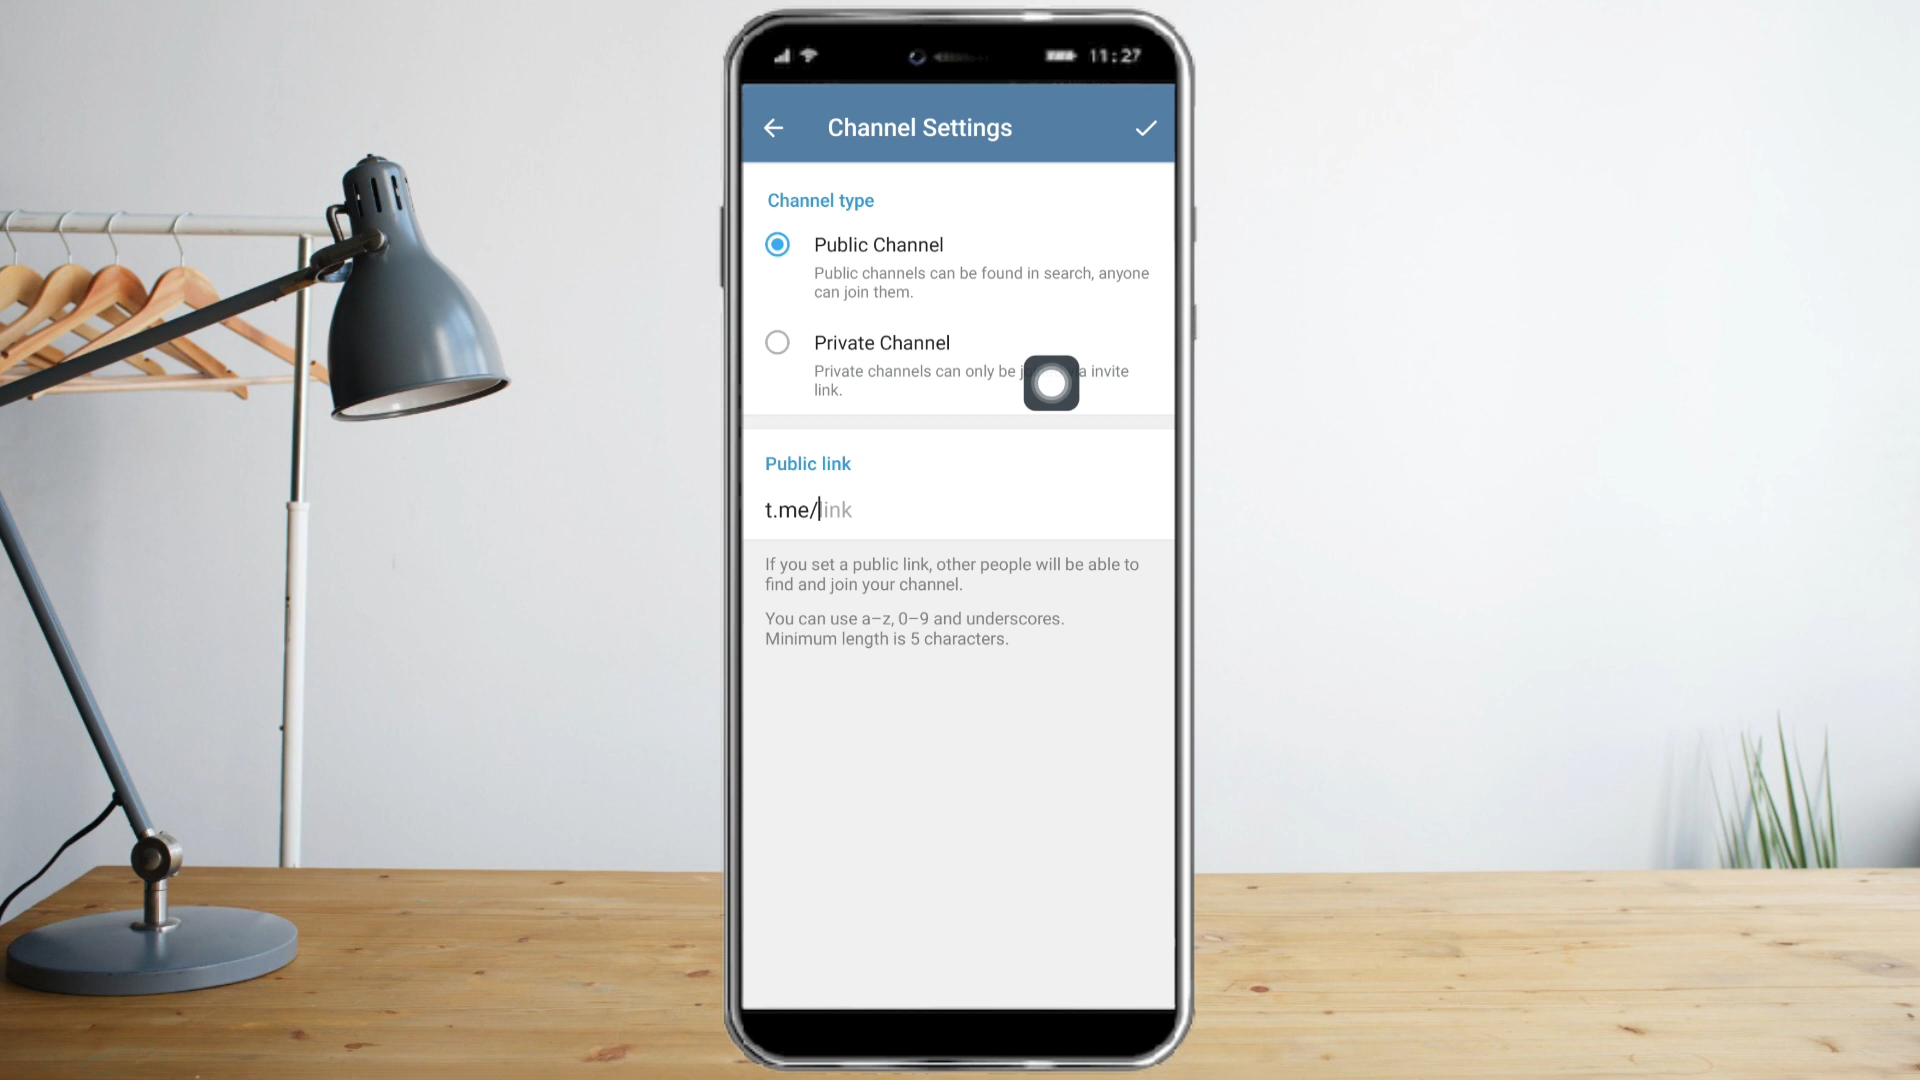 11:27
Channel Settings
Channel type
Public Channel
Public channels can be found in search, anyone
can join them.
Private Channel
Private channels can only be a invite
link.
Public link
t.me/link
If you set a public link, other people will be able to
find and join your channel.
You can use a–z, 0–9 and underscores.
Minimum length is 5 characters.